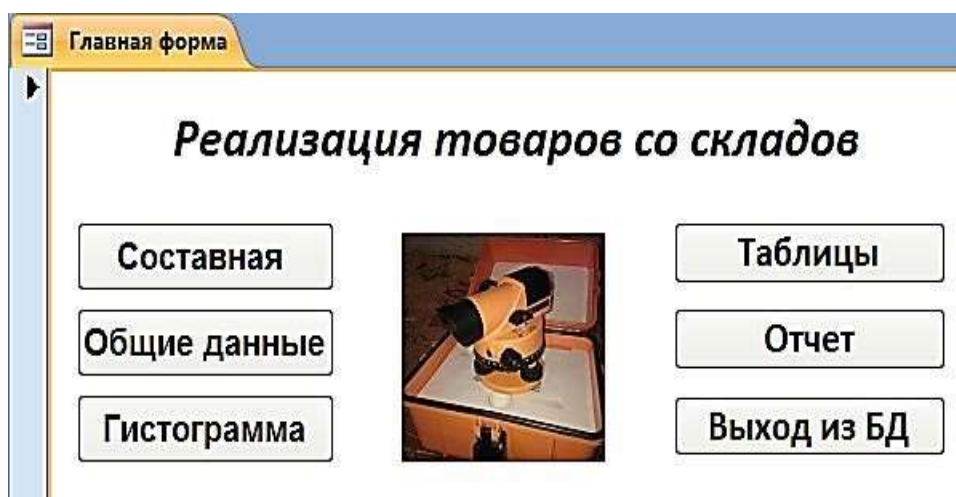 Главная форма
Реализация товаров со складов
Составная
Общие данные
Гистограмма
Таблицы
Отчет
Выход из БД